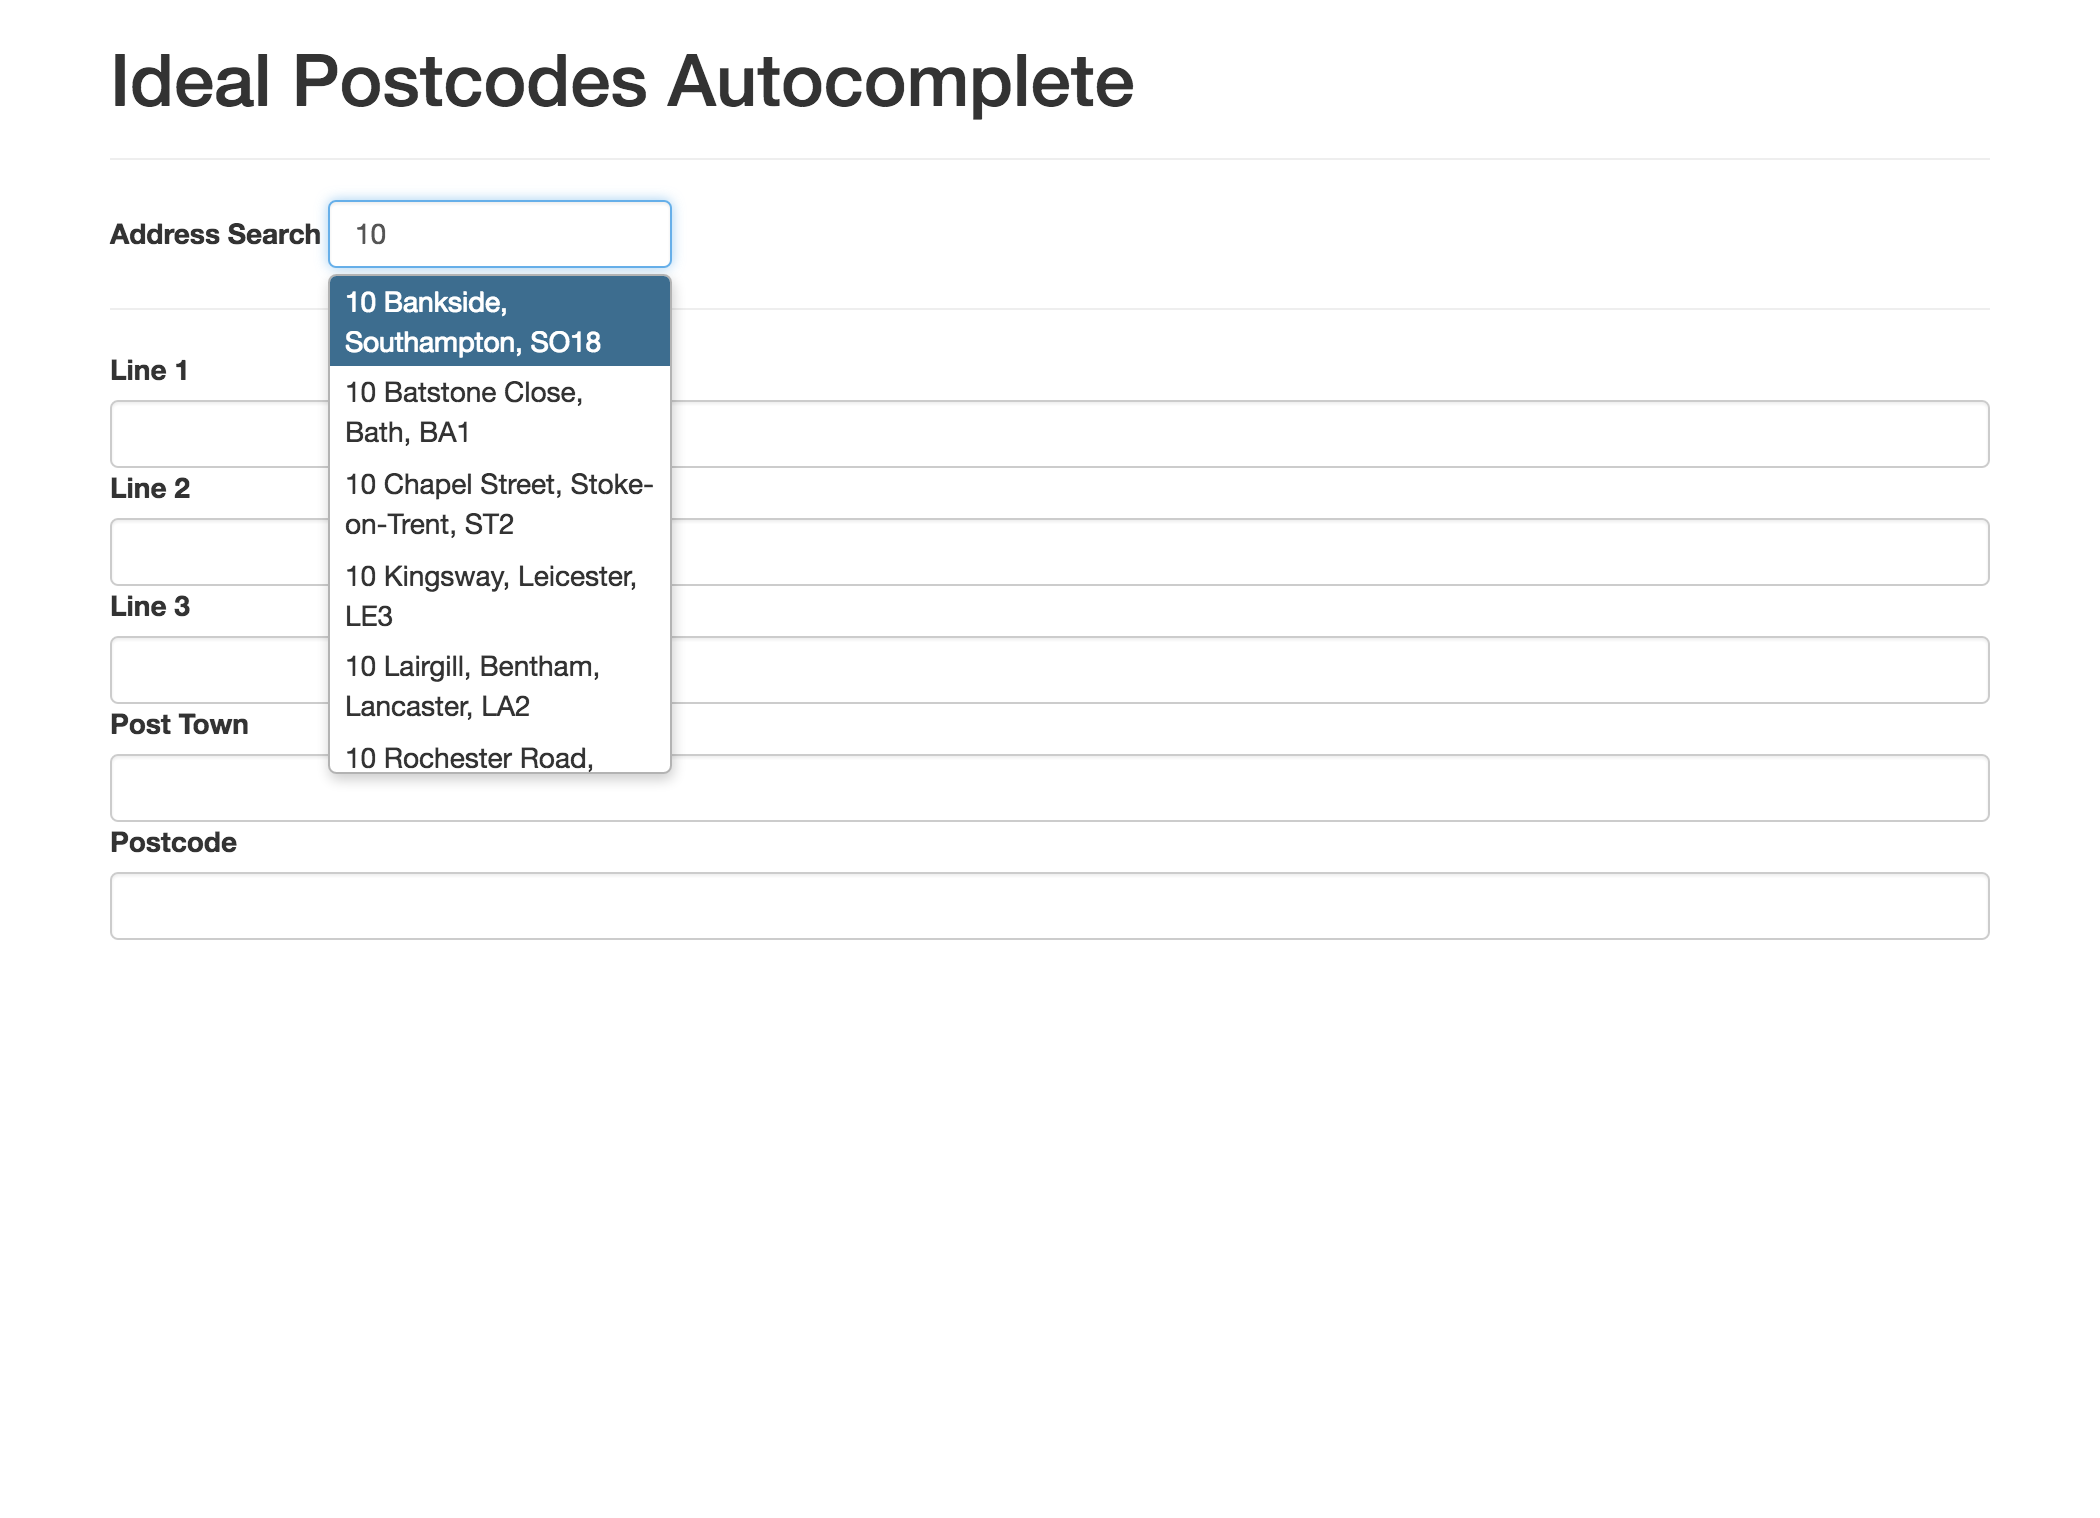 Ideal Postcodes Autocomplete
Address Search 10
10 Bankside,
Southampton, SO18
10 Batstone Close,
Bath, BA1
10 Chapel Street, Stoke-
on-Trent, ST2
10 Kingsway, Leicester,
LE3
10 Lairgill, Bentham,
Lancaster, LA2
10 Rochester Road,
Line 1
Line 2
Line 3
Post Town
Postcode